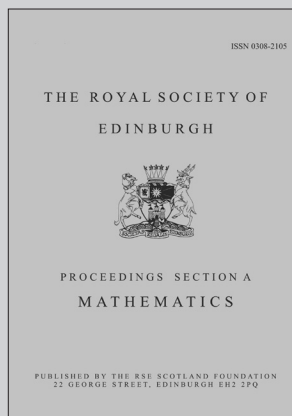 ISSN 0308-2105
THE ROYAL SOCIETY OF
EDINBURGH
PROCEEDINGS SECTION A
MATHEMATICS
PUBLISHED BY THE RSE SCOTLAND FOUNDATION
22 GEORGE STREET, EDINBURGH EH2 2PQ